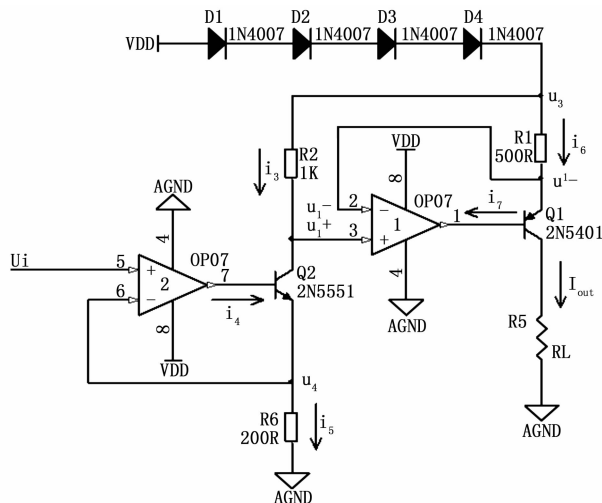 D1 D2 D3 D4
VDD 1N4007 1N4007 1N4007 1N4007
u3
R1
500R
i6
u1-
R2
1K
i3
VDD
8
OP07
u1-
u1+
2
3
−
+
1
1
i7
Q1
2N5401
4
AGND
AGND
4
OP07
Ui
5
6
+
−
2
7
i4
Q2
2N5551
8
VDD
u4
R6
200R
i5
AGND
Iout
R5
RL
AGND